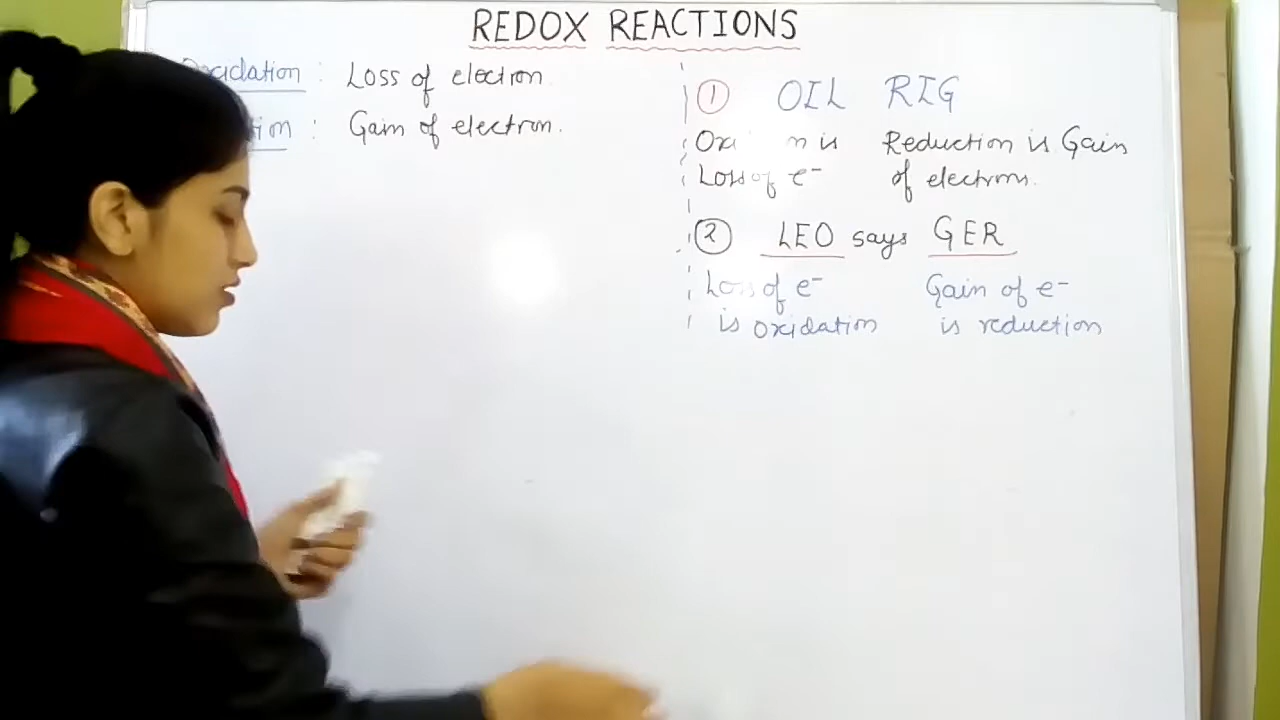 REDOX REACTIONS
Oxidation : Loss of electron
: Gain of electron.
1 OIL RIG
is Reduction is Gain
Loss of e⁻ of electrons.
2 LEO says GER
Loss of e⁻ Gain of e⁻
is oxidation is reduction